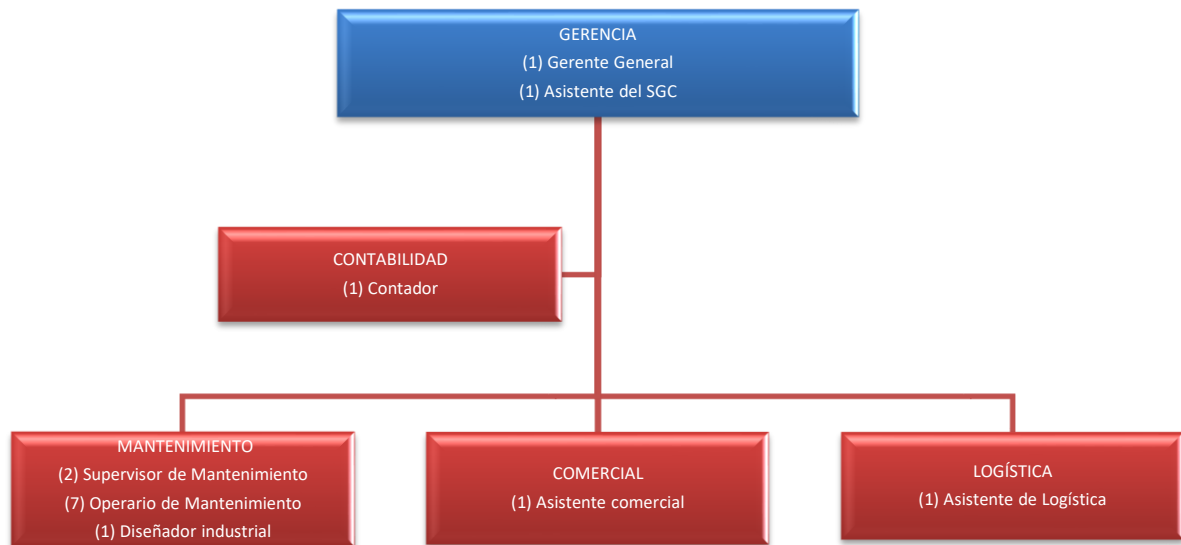 GERENCIA
(1) Gerente General
(1) Asistente del SGC
CONTABILIDAD
(1) Contador
MANTENIMIENTO
(2) Supervisor de Mantenimiento
(7) Operario de Mantenimiento
(1) Diseñador industrial
COMERCIAL
(1) Asistente comercial
LOGÍSTICA
(1) Asistente de Logística